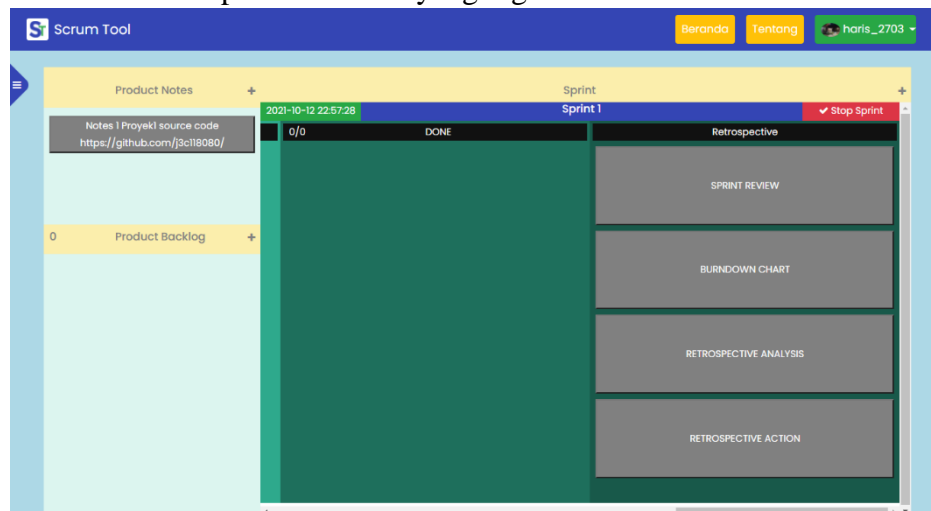 Scrum Tool
Beranda
Tentang
haris_2703
Product Notes +
Sprint +
2021-10-12 22:57:28
Sprint 1
Stop Sprint
Notes 1 Proyek1 source code
https://github.com/j3c118080/
0/0 DONE
Retrospective
SPRINT REVIEW
0 Product Backlog +
BURNDOWN CHART
RETROSPECTIVE ANALYSIS
RETROSPECTIVE ACTION